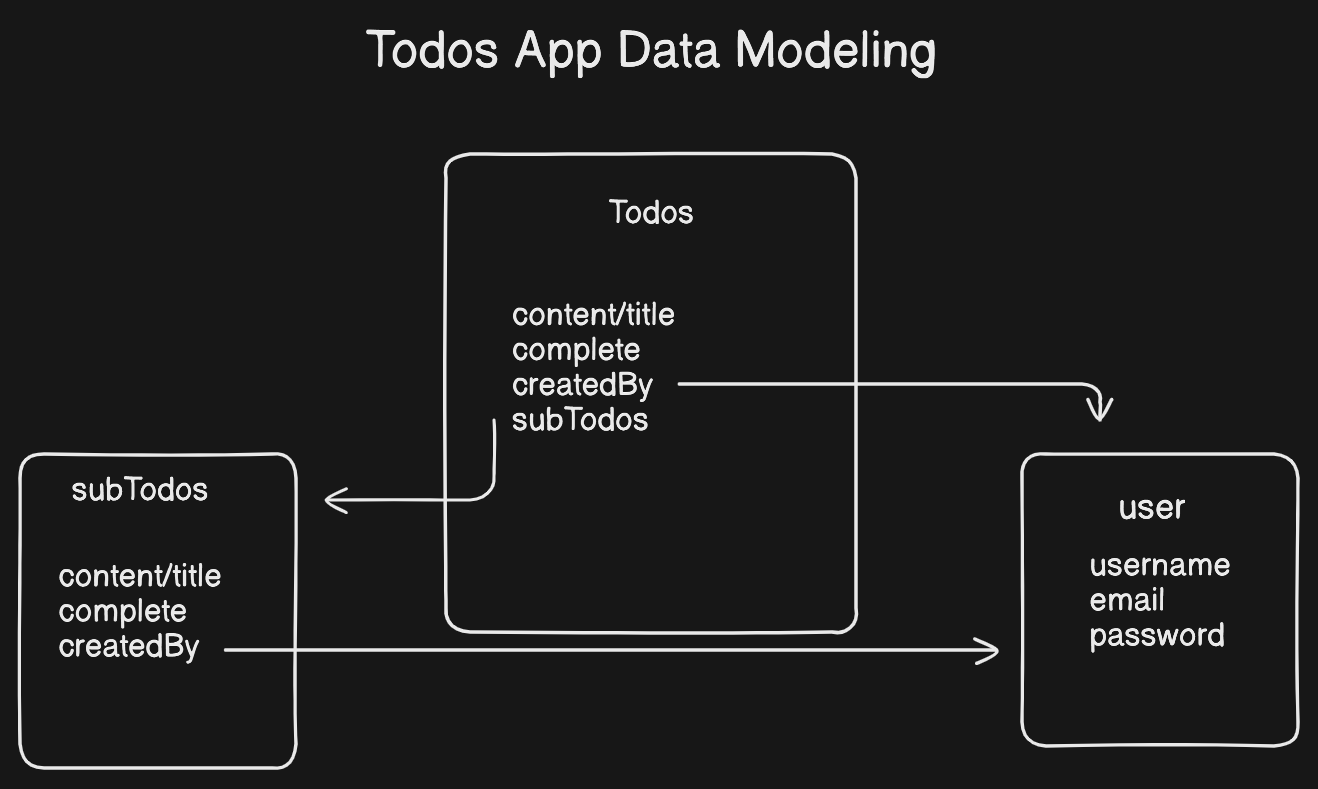 Todos App Data Modeling
Todos
content/title
complete
createdBy
subTodos
subTodos
content/title
complete
createdBy
user
username
email
password